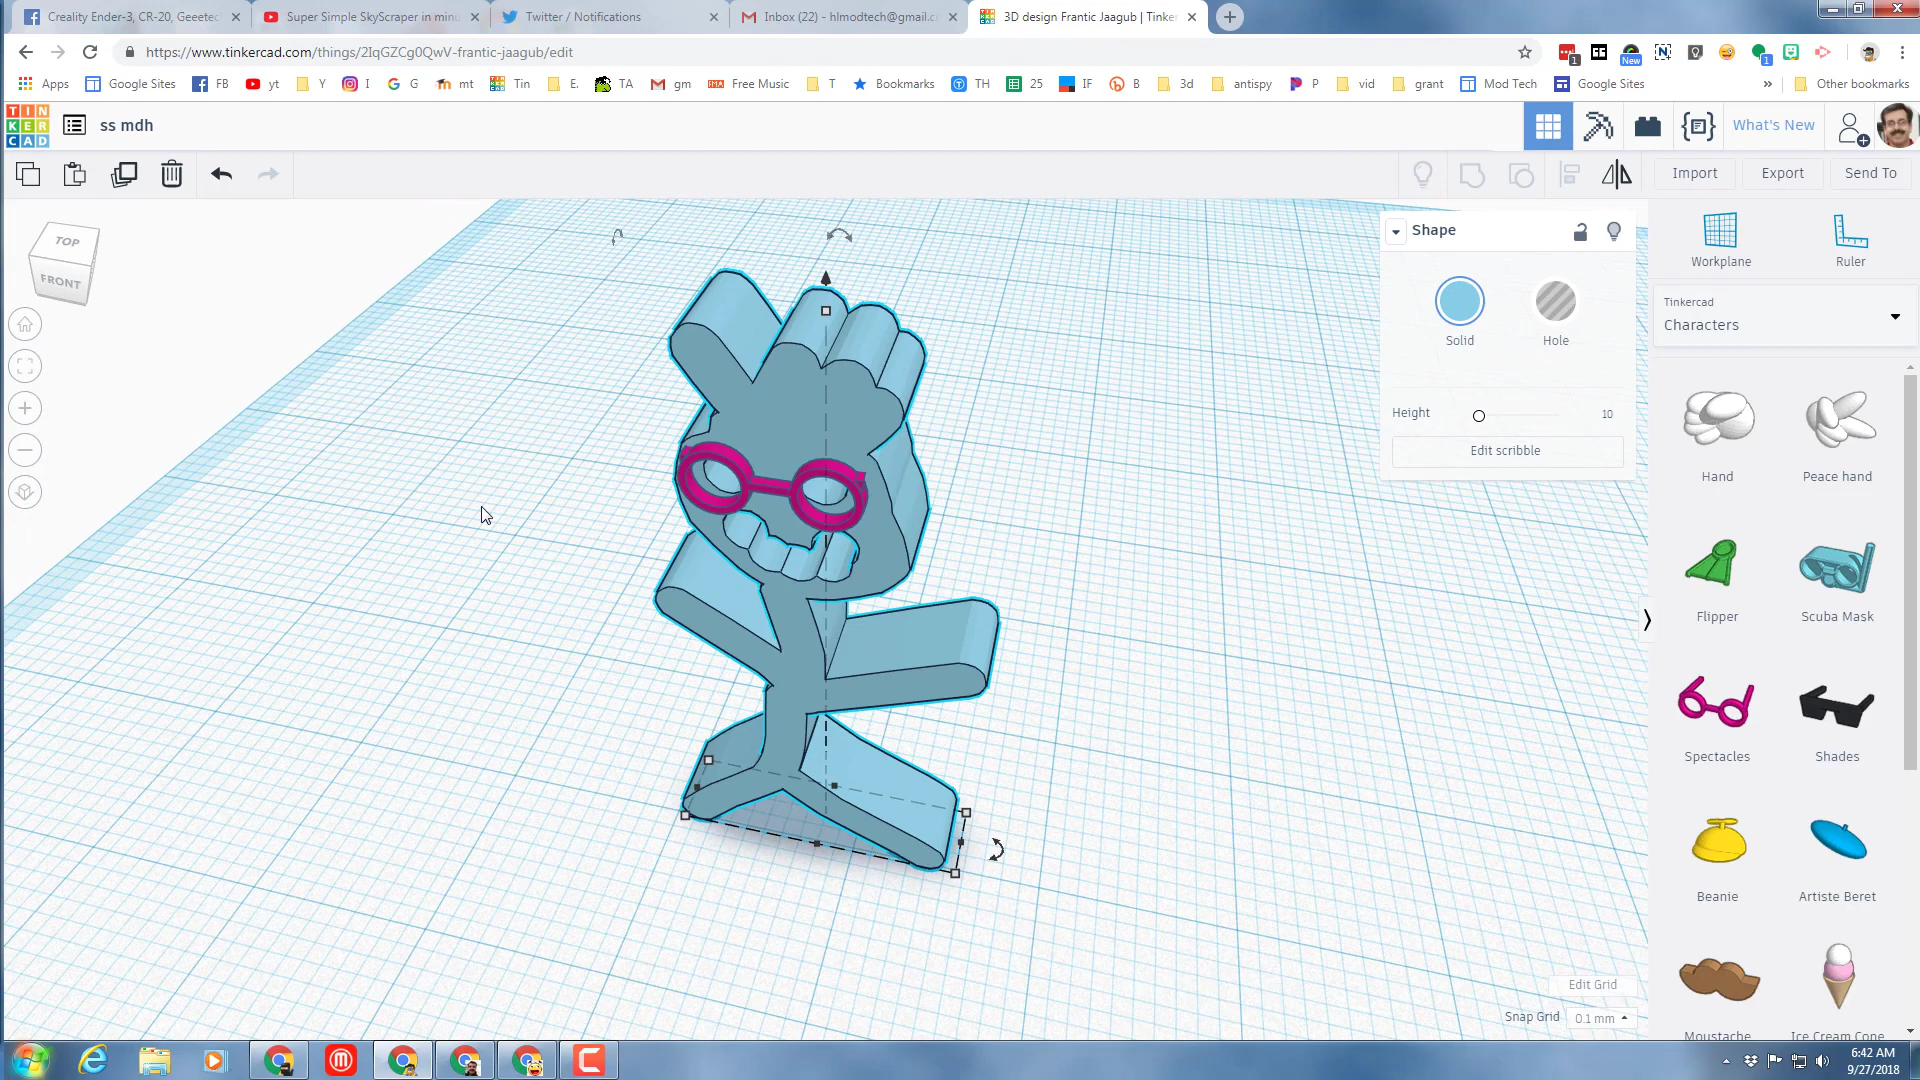 Creality Ender-3, CR-20, Geeetec
Super Simple SkyScraper in minu
Twitter / Notifications
Inbox (22) - hlmodtech@gmail.c
3D design Frantic Jaagub | Tinker
https://www.tinkercad.com/things/2IqGZCg0QwV-frantic-jaagub/edit
1
New
1
Apps
Google Sites
FB
yt
Y
I
G
mt
Tin
E.
TA
gm
Free Music
T
Bookmarks
TH
25
IF
B
3d
antispy
P
vid
grant
Mod Tech
Google Sites
»
Other bookmarks
TIN
KER
CAD
ss mdh
What's New
Import
Export
Send To
TOP
FRONT
Shape
Solid
Hole
Height
10
Edit scribble
Workplane
Ruler
Tinkercad
Characters
Hand
Peace hand
Flipper
Scuba Mask
Spectacles
Shades
Beanie
Artiste Beret
Moustache
Ice Cream Cone
Edit Grid
Snap Grid
0.1 mm
6:42 AM
9/27/2018